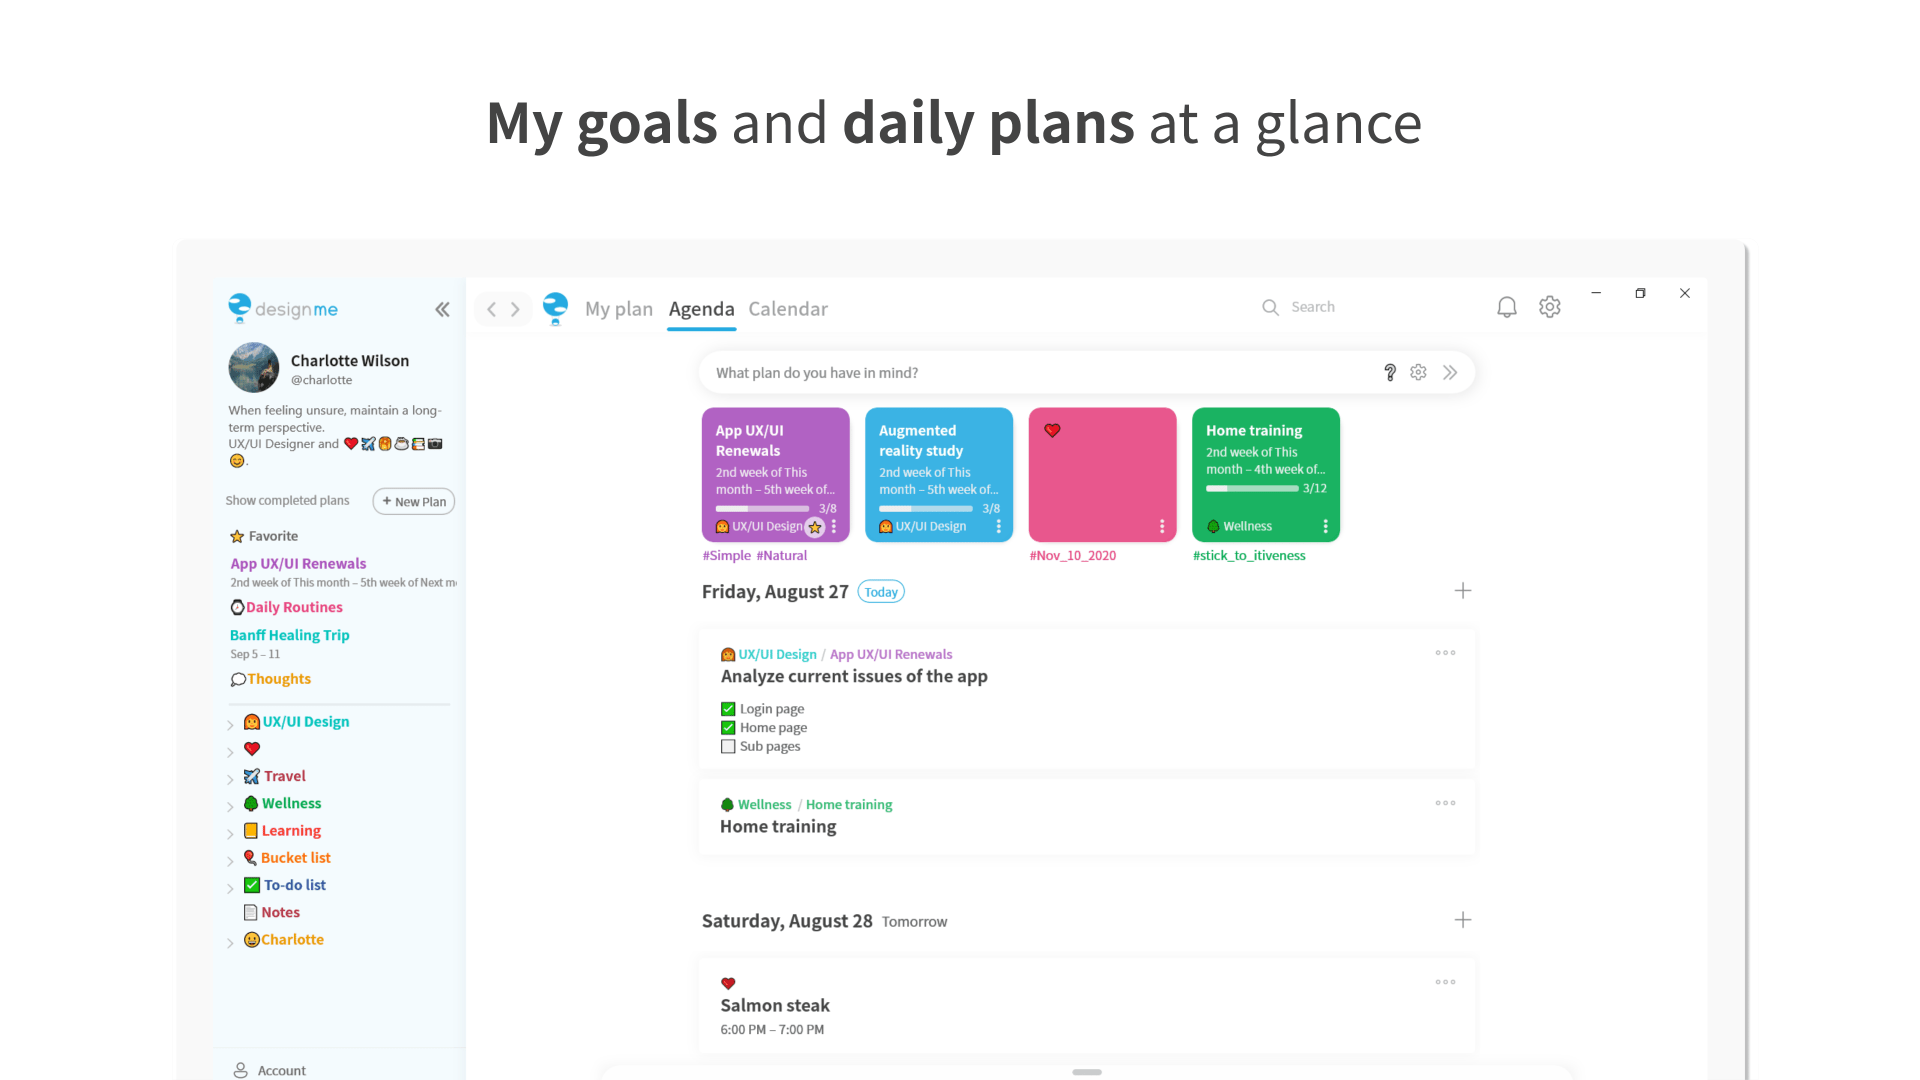 My goals and daily plans at a glance
designme
Charlotte Wilson
@charlotte
When feeling unsure, maintain a long-
term perspective.
UX/UI Designer and ❤️✈️
😊.
Show completed plans
+ New Plan
⭐ Favorite
App UX/UI Renewals
2nd week of This month – 5th week of Next m
Daily Routines
Banff Healing Trip
Sep 5 – 11
Thoughts
UX/UI Design
❤️
Travel
Wellness
Learning
Bucket list
To-do list
Notes
Charlotte
Account
My plan
Agenda
Calendar
Search
What plan do you have in mind?
?
App UX/UI
Renewals
2nd week of This
month – 5th week of...
3/8
UX/UI Design
#Simple #Natural
Augmented
reality study
2nd week of This
month – 5th week of...
3/8
UX/UI Design
#Nov_10_2020
Home training
2nd week of This
month – 4th week of...
3/12
Wellness
#stick_to_itiveness
Friday, August 27 Today
UX/UI Design / App UX/UI Renewals
Analyze current issues of the app
Login page
Home page
Sub pages
Wellness / Home training
Home training
Saturday, August 28 Tomorrow
Salmon steak
6:00 PM – 7:00 PM